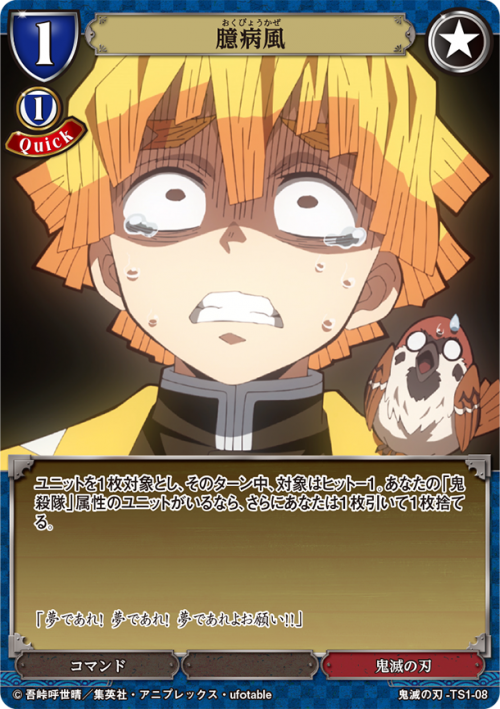 1
おくびょうかぜ
臆病風
1
Quick
ユニットを1枚対象とし、そのターン中、対象はヒット－1。あなたの「鬼
殺隊」属性のユニットがいるなら、さらにあなたは1枚引いて1枚捨て
る。
「夢であれ! 夢であれ! 夢であれよお願い!!」
コマンド
鬼滅の刃
© 吾峠呼世晴／集英社・アニプレックス・ufotable
鬼滅の刃 -TS1-08